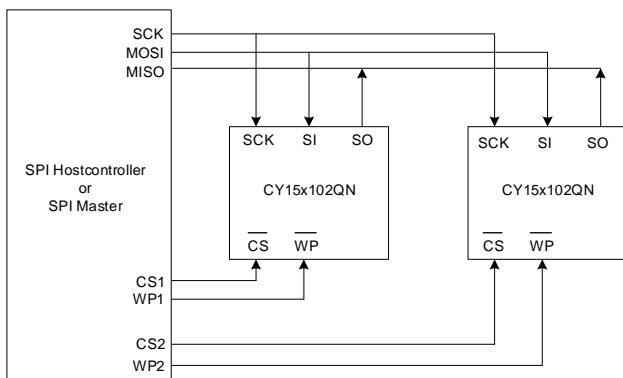 SCK
MOSI
MISO
SPI Hostcontroller
or
SPI Master
CS1
WP1
CS2
WP2
SCK SI SO
CY15x102QN
CS WP
SCK SI SO
CY15x102QN
CS WP